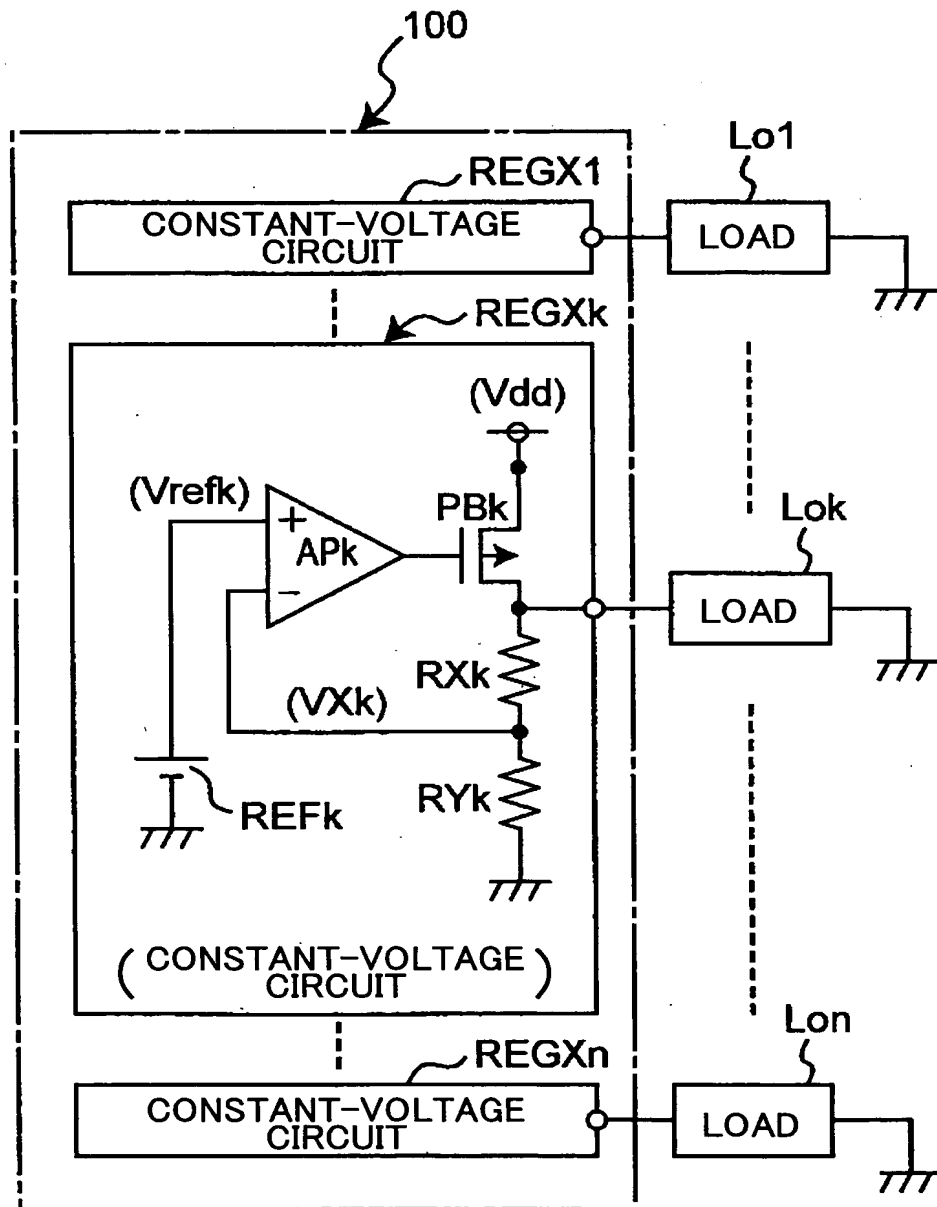 100
Lo1
REGX1
CONSTANT-VOLTAGE
CIRCUIT
LOAD
REGXk
(Vdd)
(Vrefk)
PBk
Lok
+
APk
-
LOAD
RXk
(VXk)
RYk
REFk
(CONSTANT-VOLTAGE
CIRCUIT)
Lon
REGXn
CONSTANT-VOLTAGE
CIRCUIT
LOAD